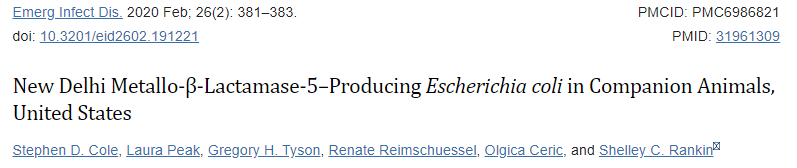 Emerg Infect Dis. 2020 Feb; 26(2): 381–383.
PMCID: PMC6986821
doi: 10.3201/eid2602.191221
PMID: 31961309
New Delhi Metallo-β-Lactamase-5–Producing Escherichia coli in Companion Animals,
United States
Stephen D. Cole, Laura Peak, Gregory H. Tyson, Renate Reimschuessel, Olgica Ceric, and Shelley C. Rankin